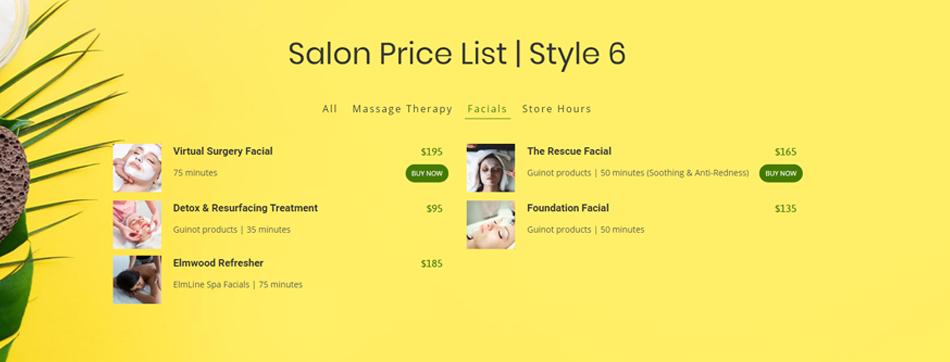 Salon Price List | Style 6
All Massage Therapy Facials Store Hours
Virtual Surgery Facial $195
75 minutes BUY NOW
Detox & Resurfacing Treatment $95
Guinot products | 35 minutes
Elmwood Refresher $185
ElmLine Spa Facials | 75 minutes
The Rescue Facial $165
Guinot products | 50 minutes (Soothing & Anti-Redness) BUY NOW
Foundation Facial $135
Guinot products | 50 minutes